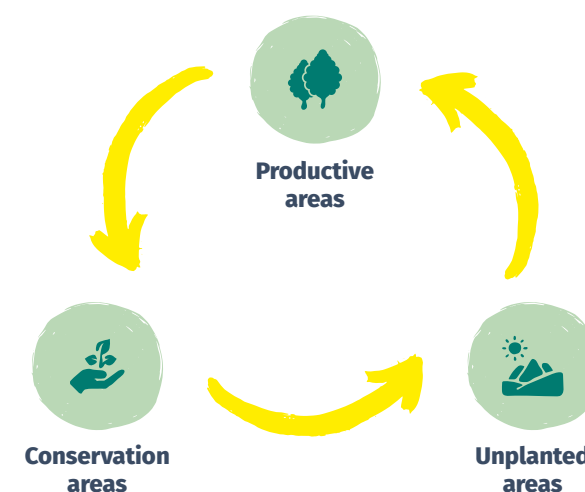 Productive
areas
Conservation
areas
Unplanted
areas